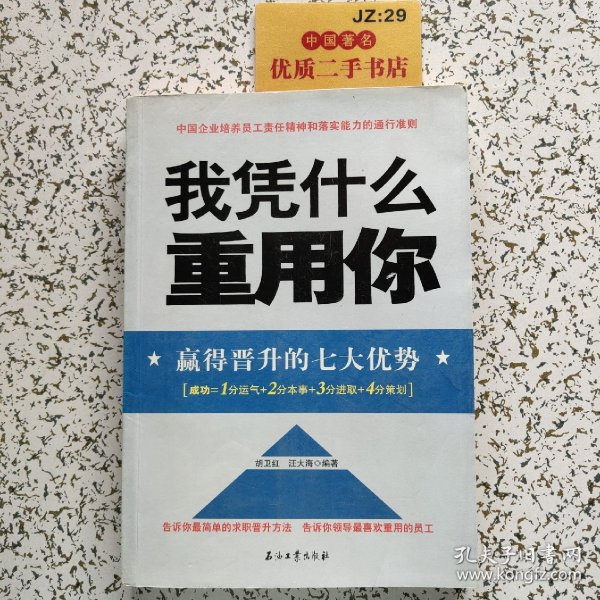 JZ:29
中国著名
优质二手书店
中国企业培养员工责任精神和落实能力的通行准则
我凭什么
重用你
★ 赢得晋升的七大优势 ★
[成功=1分运气+2分本事+3分进取+4分策划]
胡卫红 汪大海◎编著
告诉你最简单的求职晋升方法 告诉你领导最喜欢重用的员工
石油工业出版社
孔夫子旧书网
www.kongfz.com